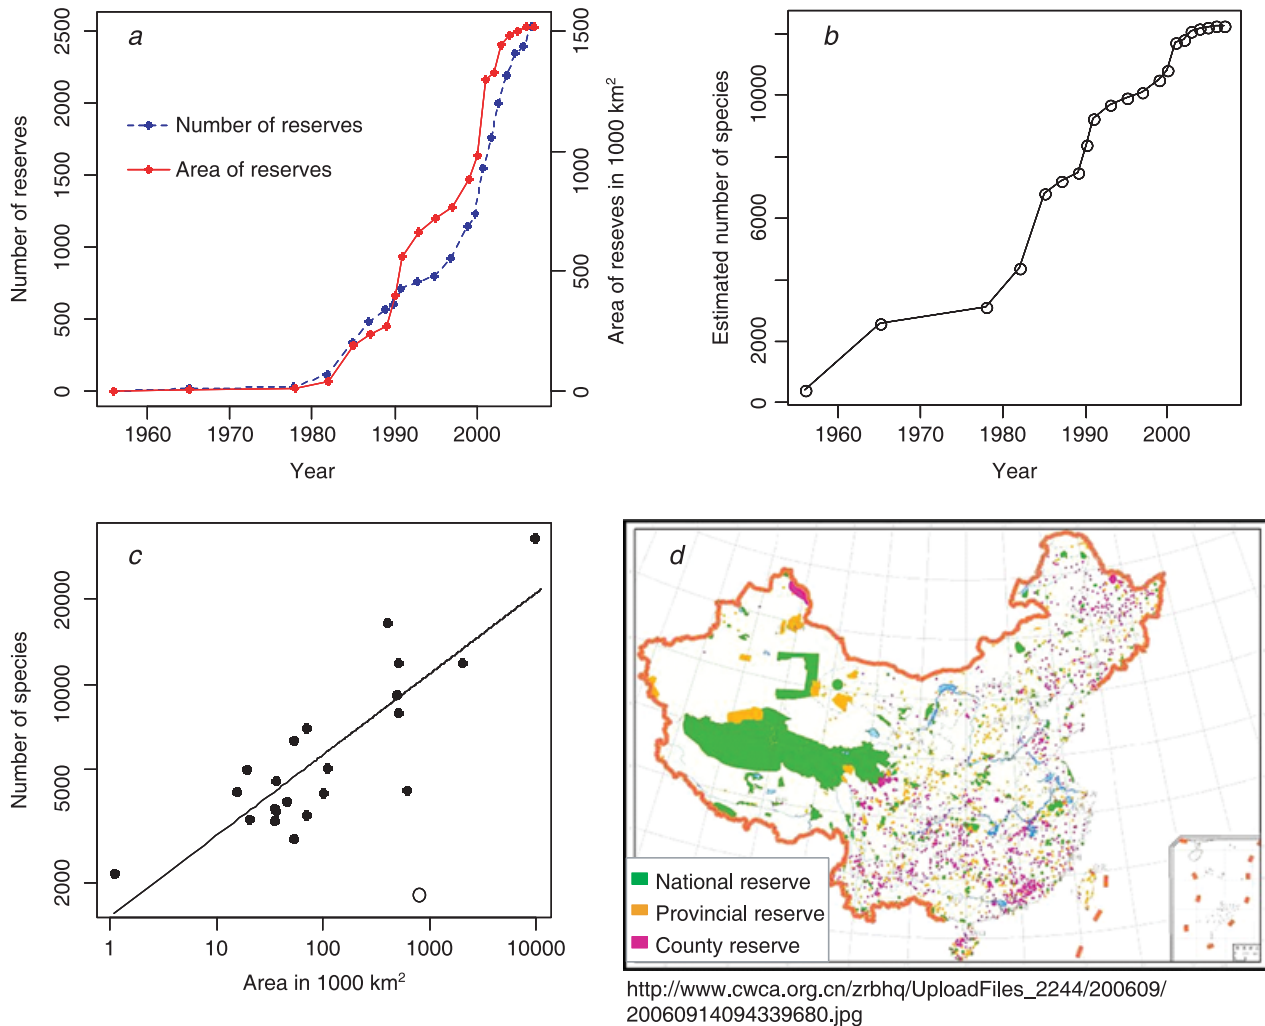 a
Number of reserves
0
500
1000
1500
2000
2500
Number of reserves
Area of reserves
Area of reseves in 1000 km²
0
500
1000
1500
1960 1970 1980 1990 2000
Year
b
Estimated number of species
0
2000
6000
10000
1960 1970 1980 1990 2000
Year
c
Number of species
2000
5000
10000
20000
1 10 100 1000 10000
Area in 1000 km²
d
National reserve
Provincial reserve
County reserve
http://www.cwca.org.cn/zrbhq/UploadFiles_2244/200609/
20060914094339680.jpg